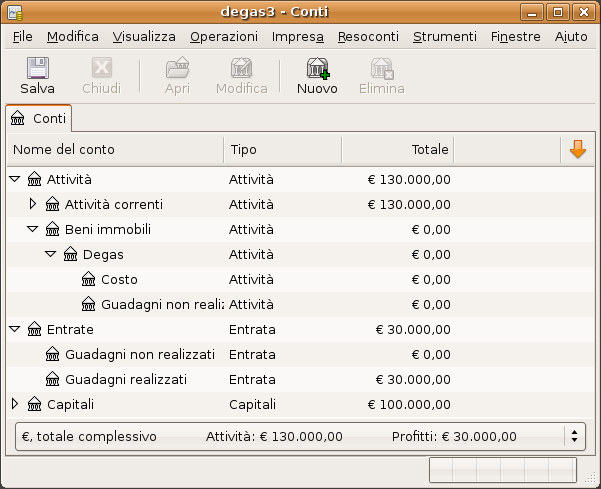 degas3 - Conti
File Modifica Visualizza Operazioni Impresa Resoconti Strumenti Finestre Aiuto
Salva Chiudi Apri Modifica Nuovo Elimina
Conti
Nome del conto Tipo Totale
Attività Attività € 130.000,00
Attività correnti Attività € 130.000,00
Beni immobili Attività € 0,00
Degas Attività € 0,00
Costo Attività € 0,00
Guadagni non realiz Attività € 0,00
Entrate Entrata € 30.000,00
Guadagni non realizzati Entrata € 0,00
Guadagni realizzati Entrata € 30.000,00
Capitali Capitali € 100.000,00
€, totale complessivo Attività: € 130.000,00 Profitti: € 30.000,00